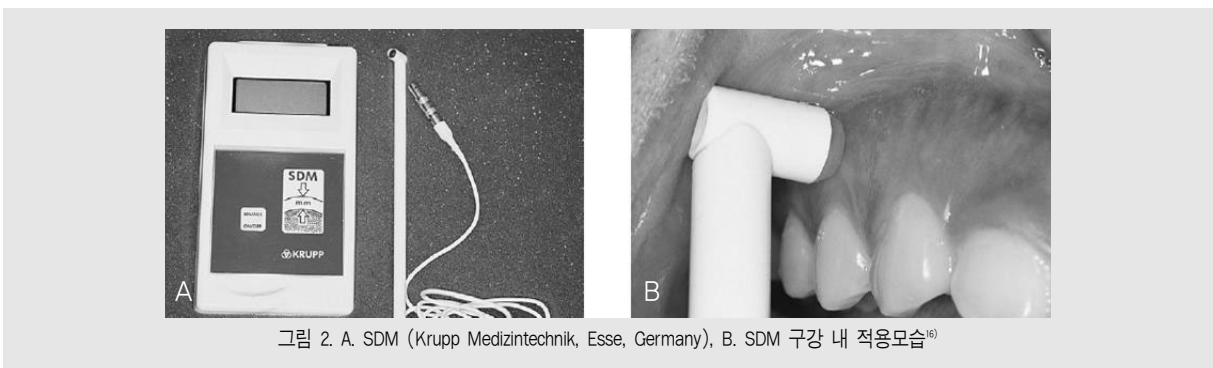 SDM
mm
KRUPP
A
B
그림 2. A. SDM (Krupp Medizintechnik, Esse, Germany), B. SDM 구강 내 적용모습¹⁶⁾